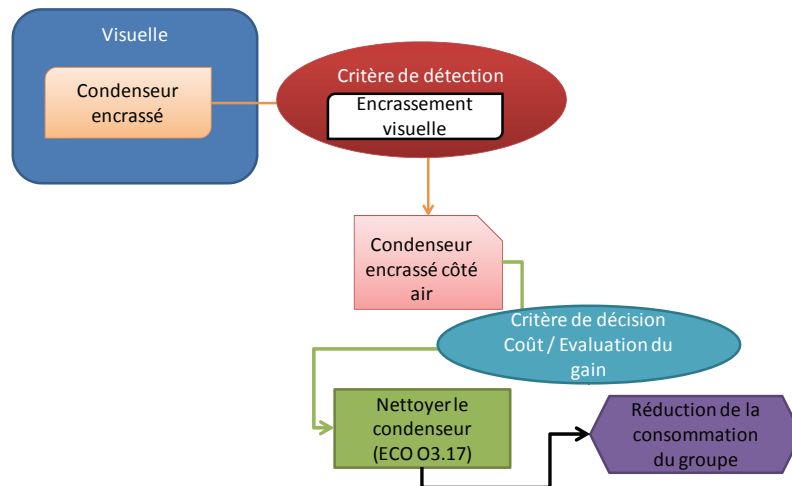 Visuelle
Condenseur
encrassé
Critère de détection
Encrassement
visuelle
Condenseur
encrassé côté
air
Critère de décision
Coût / Evaluation du
gain
Nettoyer le
condenseur
(ECO O3.17)
Réduction de la
consommation
du groupe